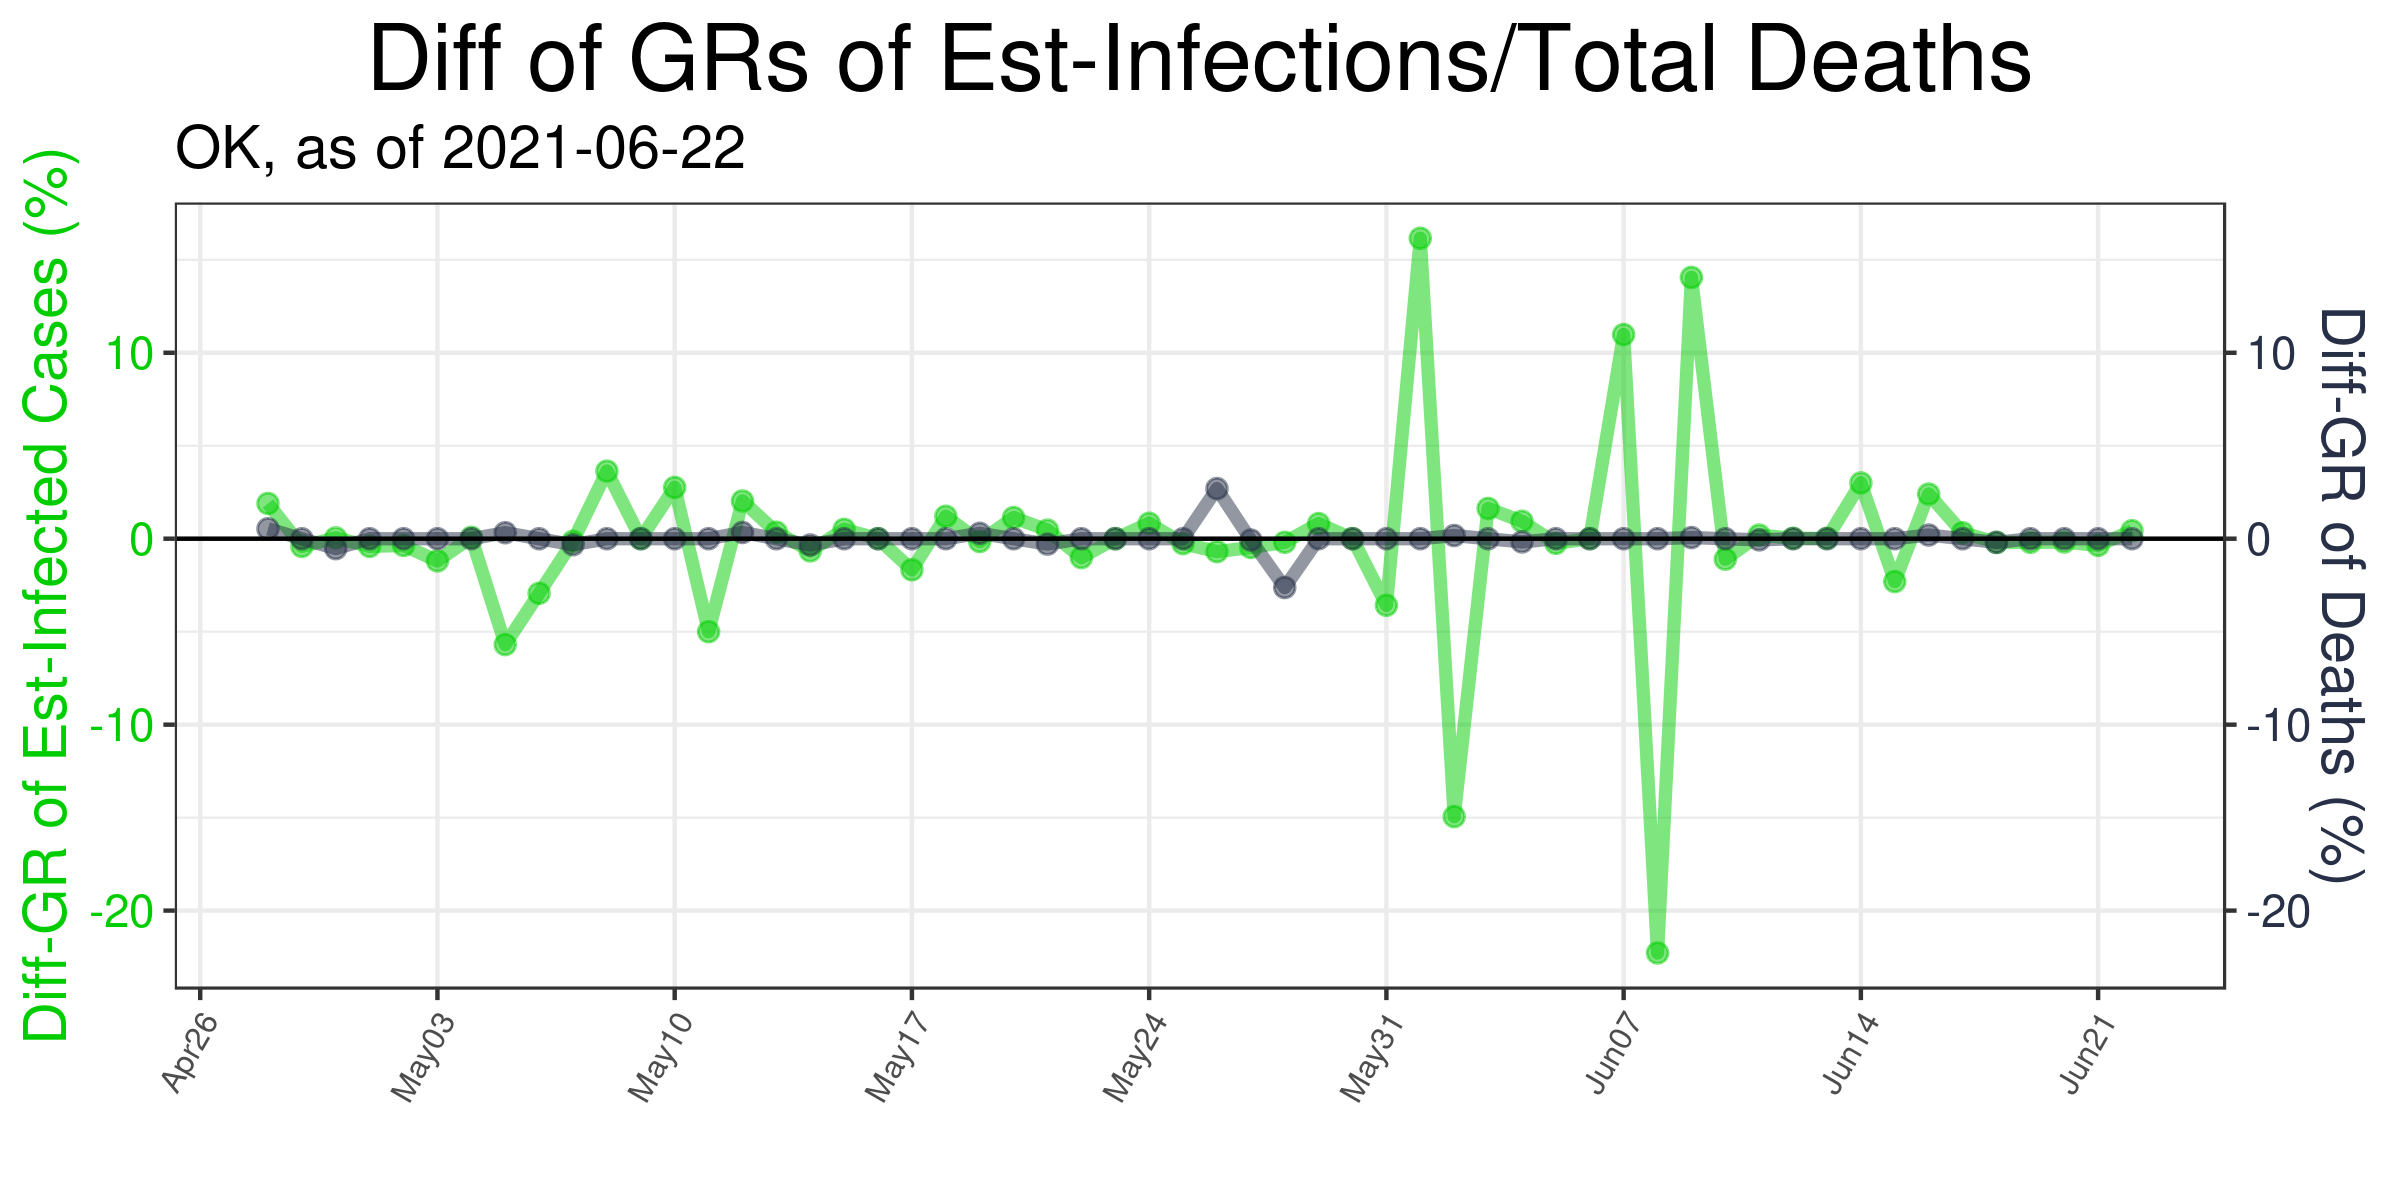 Diff of GRs of Est-Infections/Total Deaths
OK, as of 2021-06-22
Diff-GR of Est-Infected Cases (%)
10
0
-10
-20
10
0
-10
-20
Diff-GR of Deaths (%)
Apr26
May03
May10
May17
May24
May31
Jun07
Jun14
Jun21